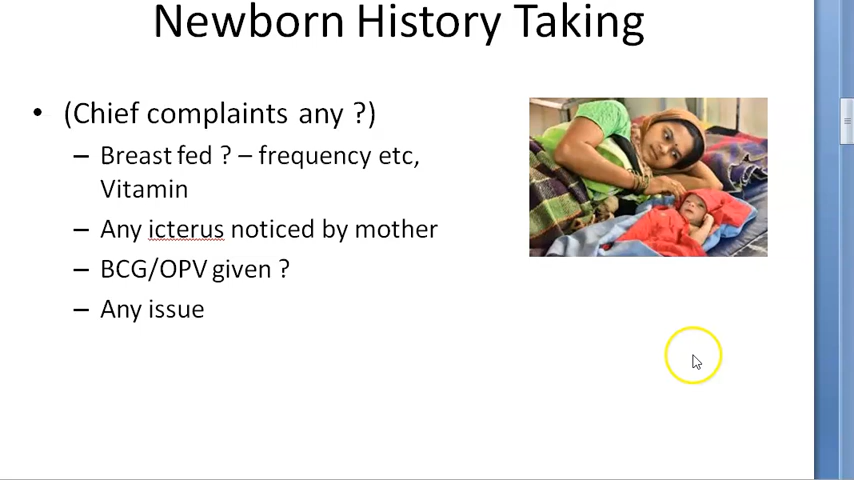 Newborn History Taking
• (Chief complaints any ?)
– Breast fed ? – frequency etc,
Vitamin
– Any icterus noticed by mother
– BCG/OPV given ?
– Any issue